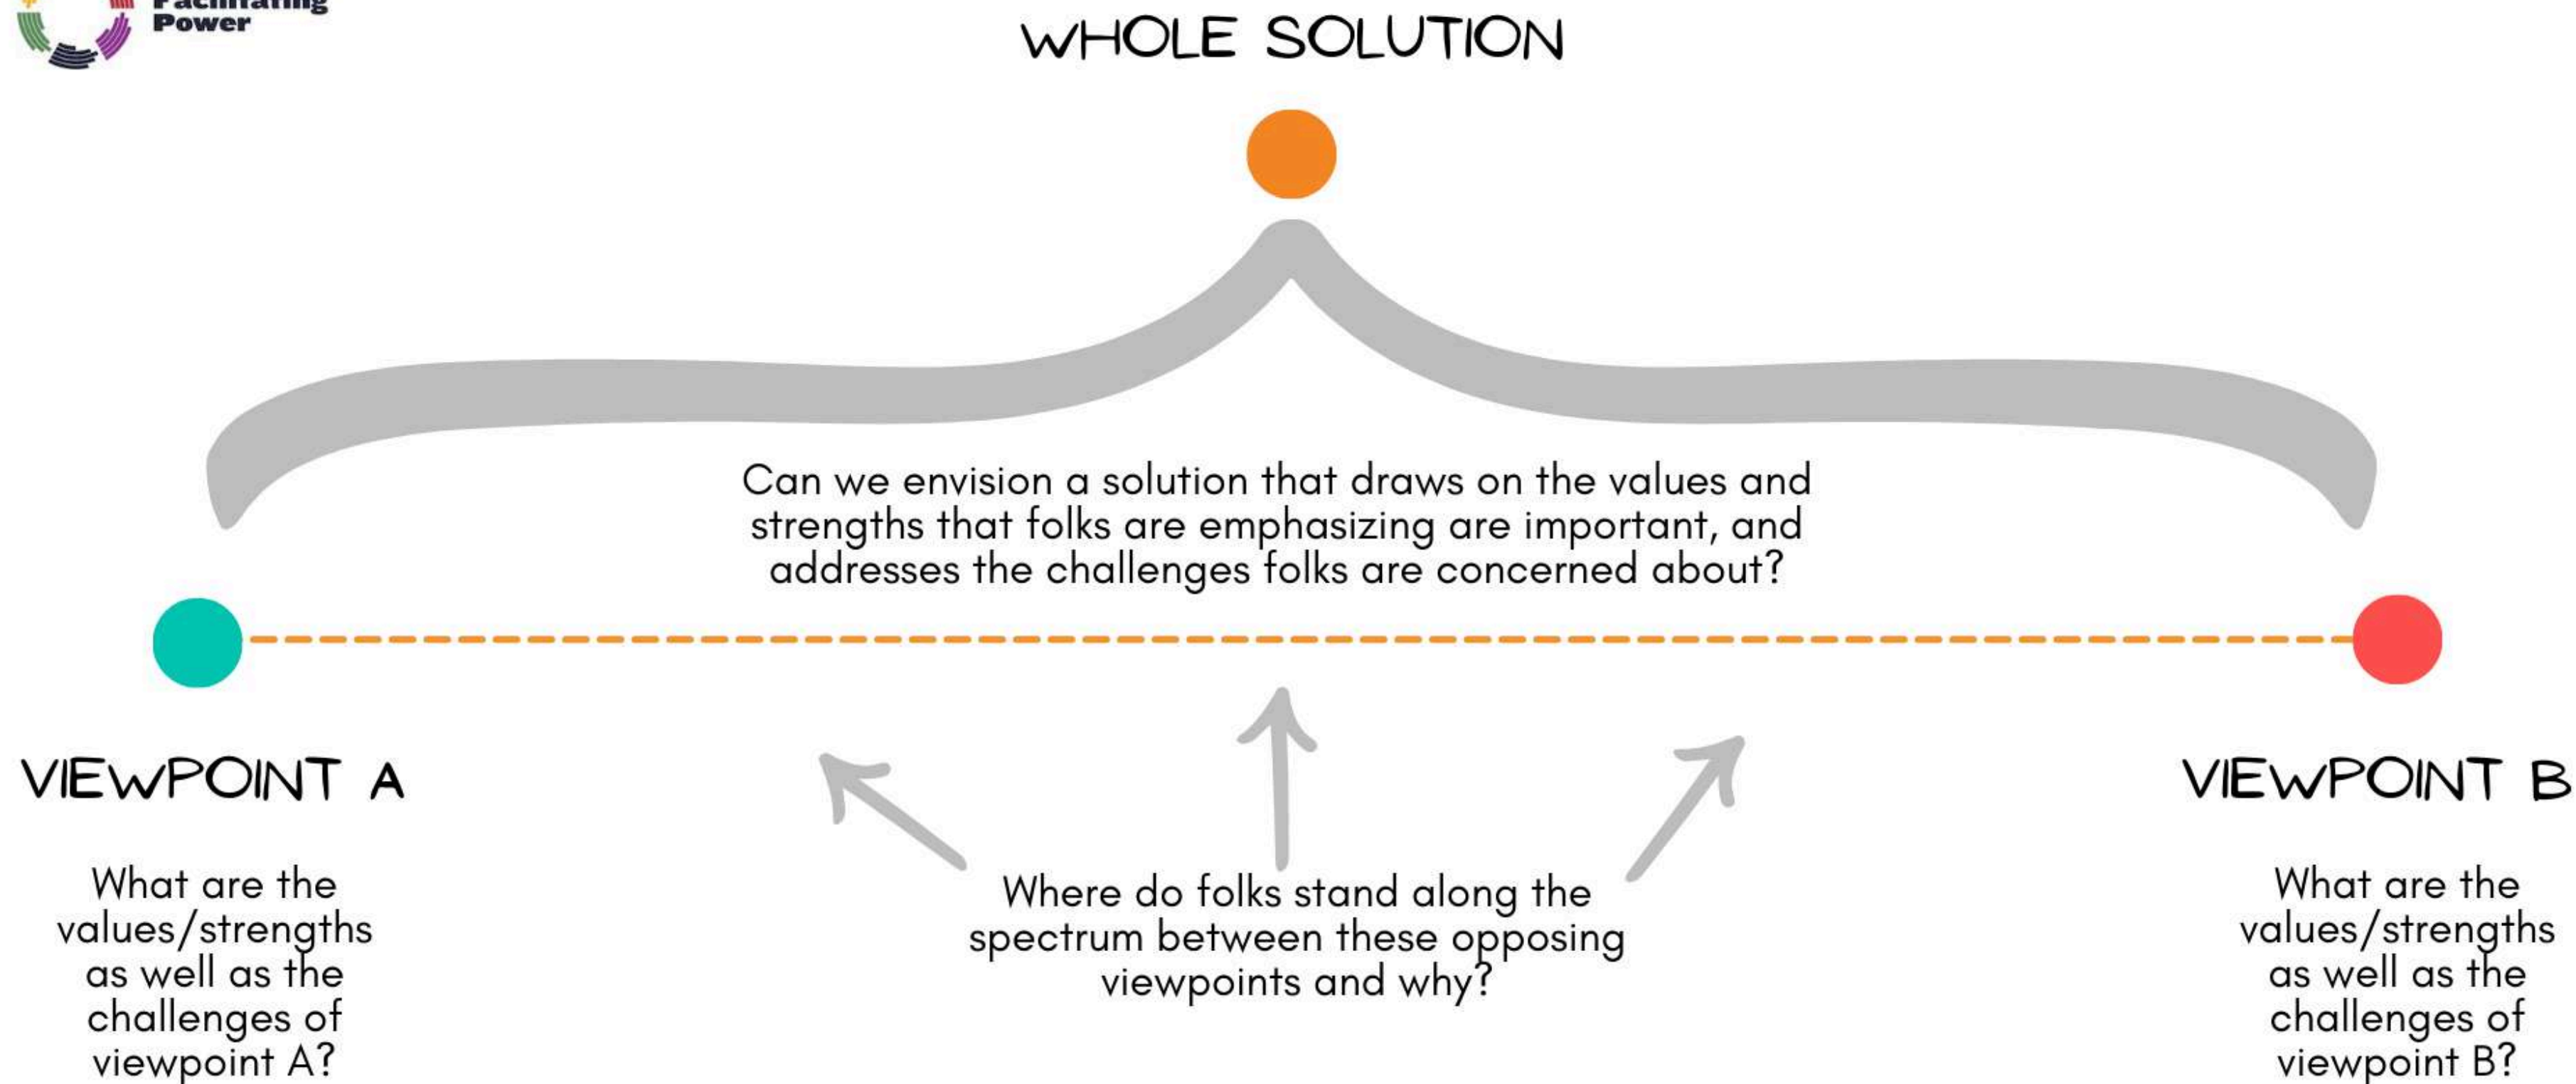 Facilitating
Power
WHOLE SOLUTION
Can we envision a solution that draws on the values and
strengths that folks are emphasizing are important, and
addresses the challenges folks are concerned about?
VIEWPOINT A
What are the
values/strengths
as well as the
challenges of
viewpoint A?
Where do folks stand along the
spectrum between these opposing
viewpoints and why?
VIEWPOINT B
What are the
values/strengths
as well as the
challenges of
viewpoint B?